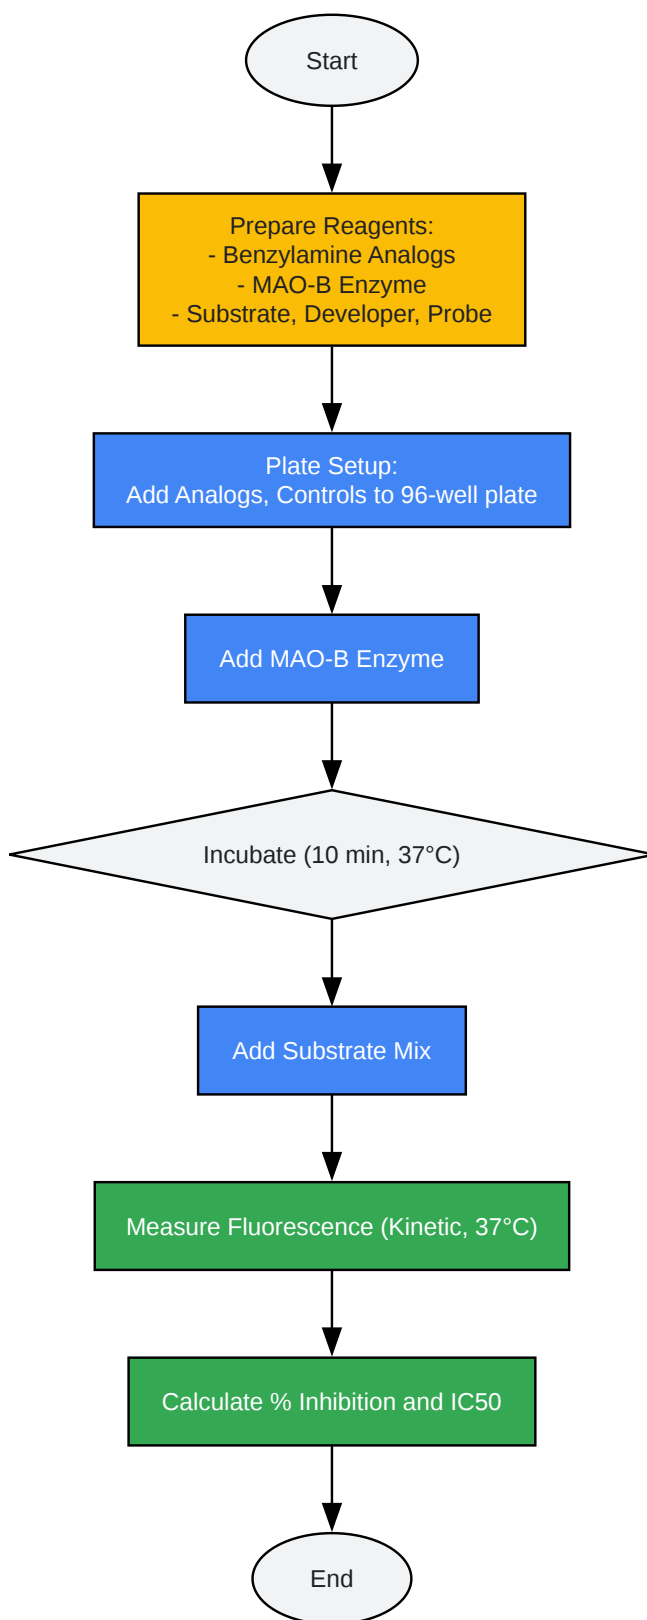 Start
Prepare Reagents:
- Benzylamine Analogs
- MAO-B Enzyme
- Substrate, Developer, Probe
Plate Setup:
Add Analogs, Controls to 96-well plate
Add MAO-B Enzyme
Incubate (10 min, 37°C)
Add Substrate Mix
Measure Fluorescence (Kinetic, 37°C)
Calculate % Inhibition and IC50
End